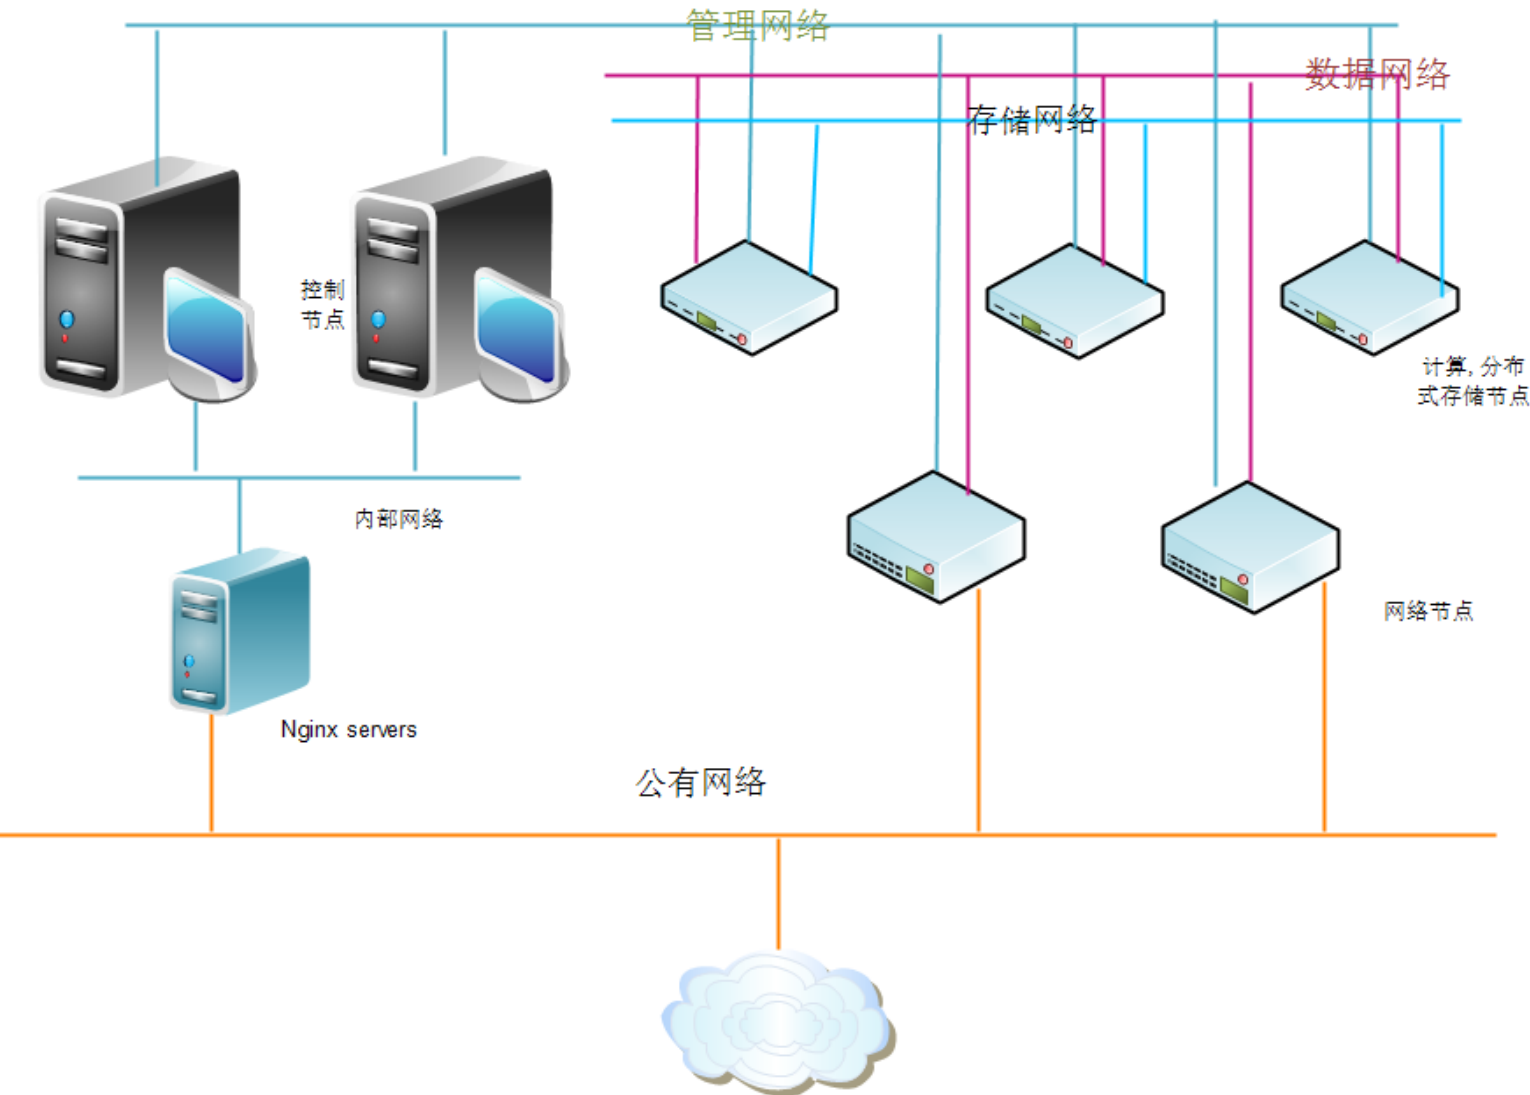 管理网络
数据网络
存储网络
控制
节点
计算,分布
式存储节点
内部网络
网络节点
Nginx servers
公有网络